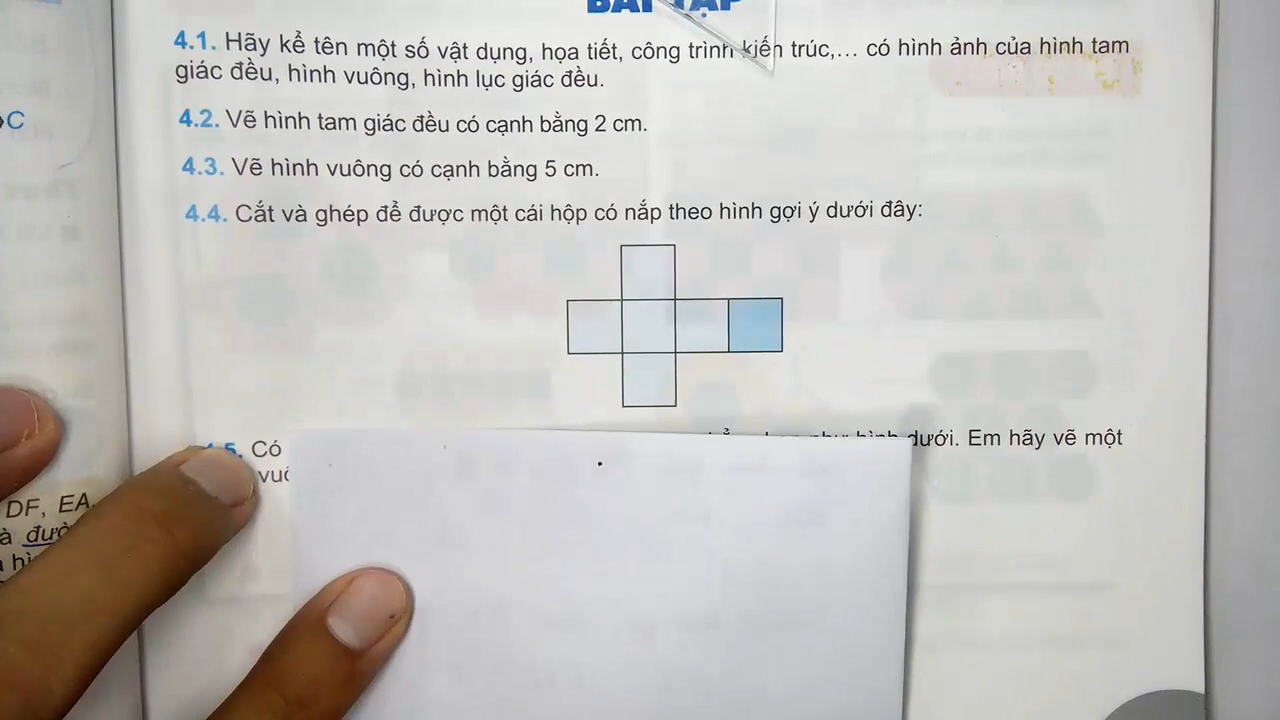 BÀI TẬP
4.1. Hãy kể tên một số vật dụng, họa tiết, công trình kiến trúc,... có hình ảnh của hình tam
giác đều, hình vuông, hình lục giác đều.
C
4.2. Vẽ hình tam giác đều có cạnh bằng 2 cm.
4.3. Vẽ hình vuông có cạnh bằng 5 cm.
4.4. Cắt và ghép để được một cái hộp có nắp theo hình gợi ý dưới đây:
5. Có dưới. Em hãy vẽ một
DF, EA